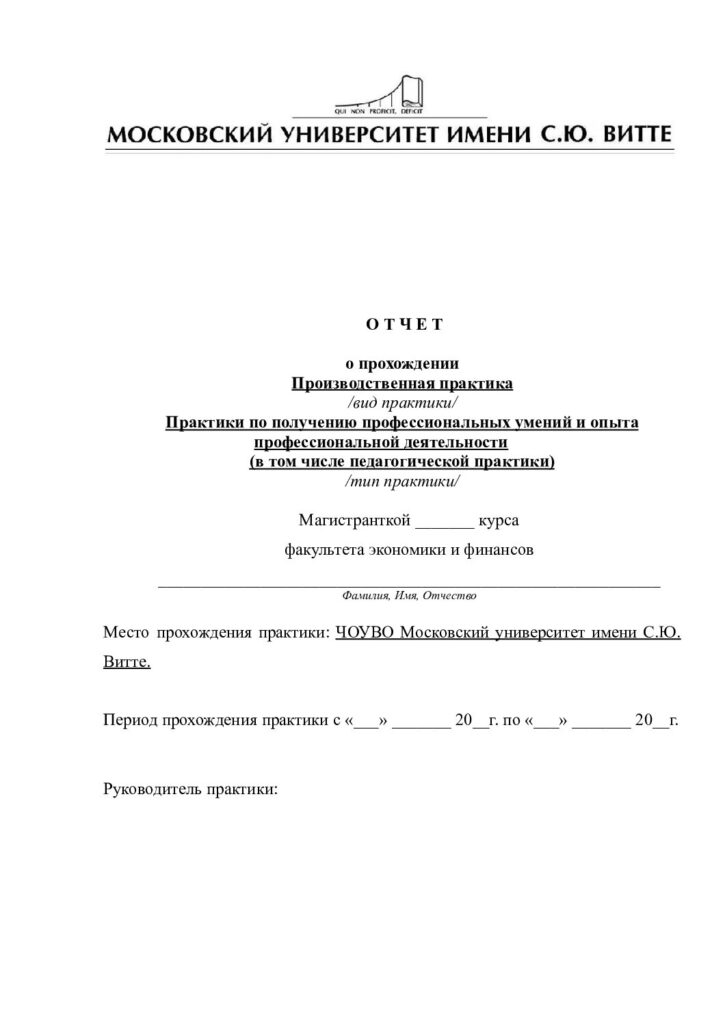 QUI NON PROFICIT, DEFICIT
МОСКОВСКИЙ УНИВЕРСИТЕТ ИМЕНИ С.Ю. ВИТТЕ
О Т Ч Е Т
о прохождении
Производственная практика
/вид практики/
Практики по получению профессиональных умений и опыта
профессиональной деятельности
(в том числе педагогической практики)
/тип практики/
Магистранткой _______ курса
факультета экономики и финансов
Фамилия, Имя, Отчество
Место прохождения практики: ЧОУВО Московский университет имени С.Ю.
Витте.
Период прохождения практики с «___» _______ 20__г. по «___» _______ 20__г.
Руководитель практики: